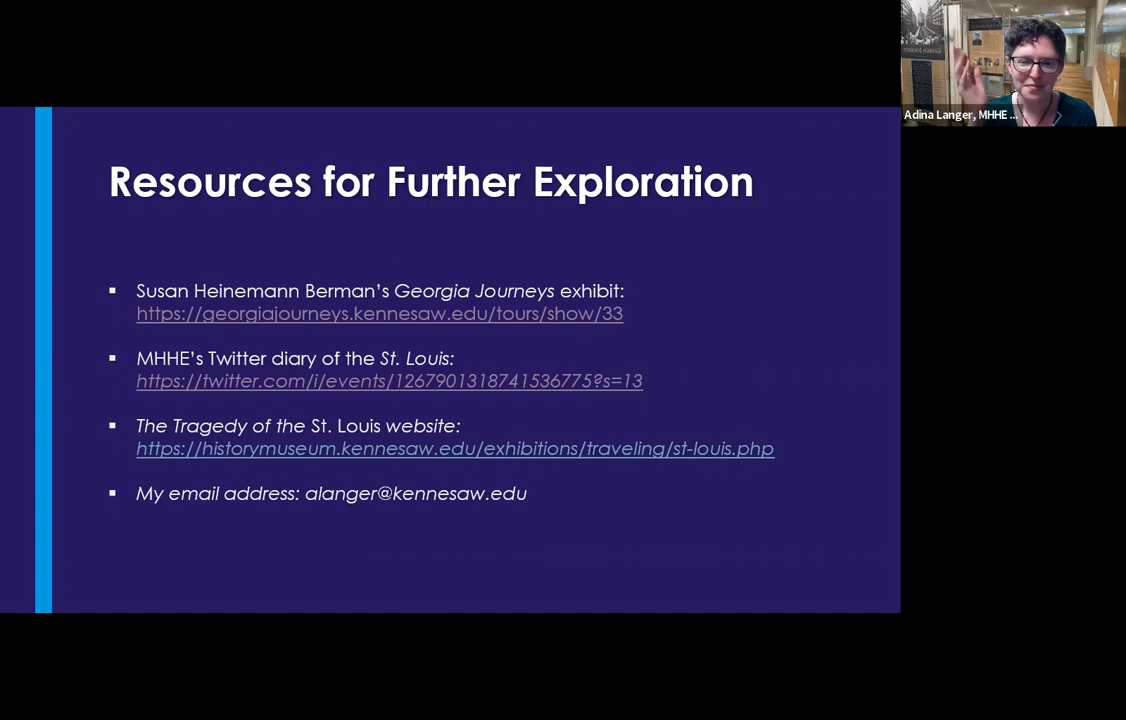 Adina Langer, MHHE ...
Resources for Further Exploration
▪ Susan Heinemann Berman’s Georgia Journeys exhibit:
https://georgiajourneys.kennesaw.edu/tours/show/33
▪ MHHE’s Twitter diary of the St. Louis:
https://twitter.com/i/events/1267901318741536775?s=13
▪ The Tragedy of the St. Louis website:
https://historymuseum.kennesaw.edu/exhibitions/traveling/st-louis.php
▪ My email address: alanger@kennesaw.edu